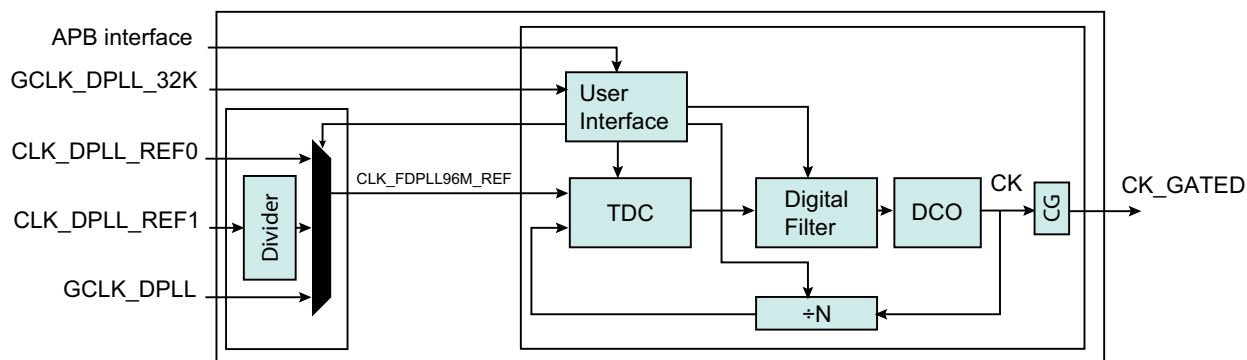 APB interface
GCLK_DPLL_32K
User
Interface
CLK_DPLL_REF0
CLK_FDPLL96M_REF
CK
CK_GATED
CLK_DPLL_REF1
Divider
TDC
Digital
Filter
DCO
CG
GCLK_DPLL
÷N